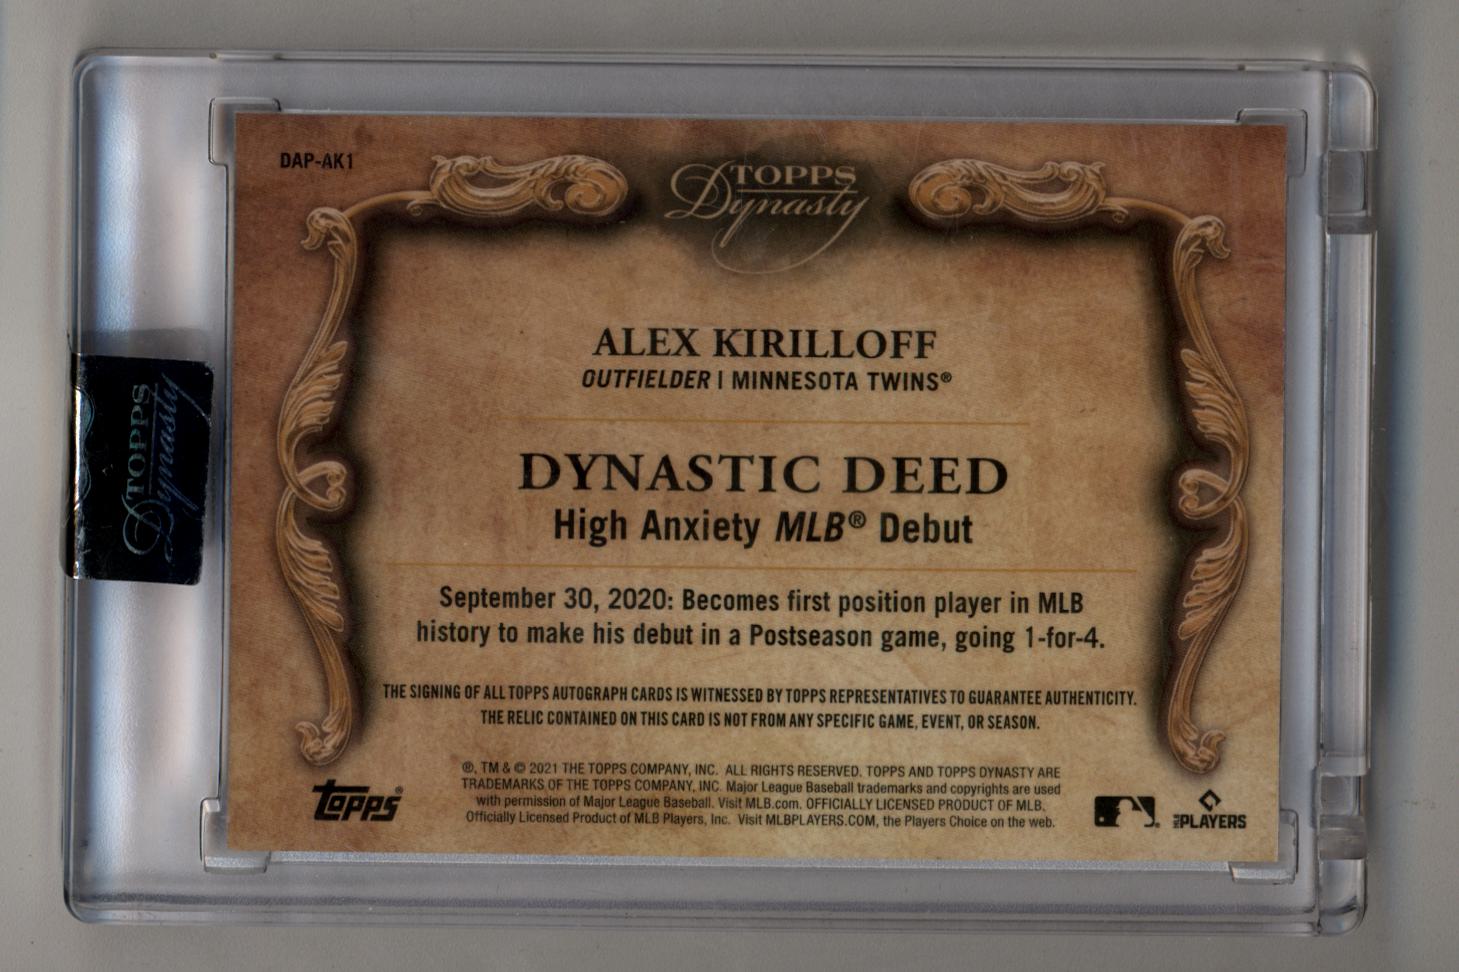 DAP-AK1
TOPPS
Dynasty
ALEX KIRILLOFF
OUTFIELDER | MINNESOTA TWINS®
DYNASTIC DEED
High Anxiety MLB® Debut
September 30, 2020: Becomes first position player in MLB
history to make his debut in a Postseason game, going 1-for-4.
THE SIGNING OF ALL TOPPS AUTOGRAPH CARDS IS WITNESSED BY TOPPS REPRESENTATIVES TO GUARANTEE AUTHENTICITY.
THE RELIC CONTAINED ON THIS CARD IS NOT FROM ANY SPECIFIC GAME, EVENT, OR SEASON.
®, TM & © 2021 THE TOPPS COMPANY, INC. ALL RIGHTS RESERVED. TOPPS AND TOPPS DYNASTY ARE
TRADEMARKS OF THE TOPPS COMPANY, INC. Major League Baseball trademarks and copyrights are used
with permission of Major League Baseball. Visit MLB.com. OFFICIALLY LICENSED PRODUCT OF MLB.
Officially Licensed Product of MLB Players, Inc. Visit MLBPLAYERS.COM, the Players Choice on the web.
topps®
MLB PLAYERS
TOPPS
Dynasty